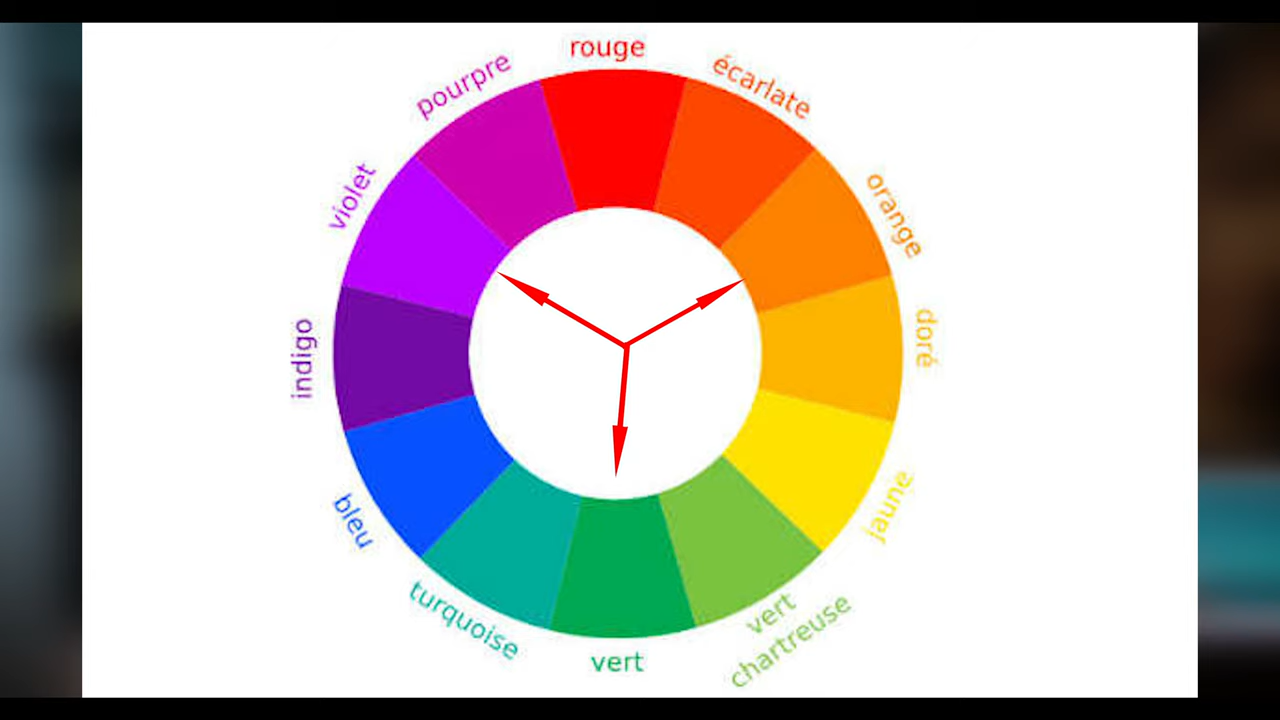 rouge
écarlate
orange
doré
jaune
vert
chartreuse
vert
turquoise
bleu
indigo
violet
pourpre